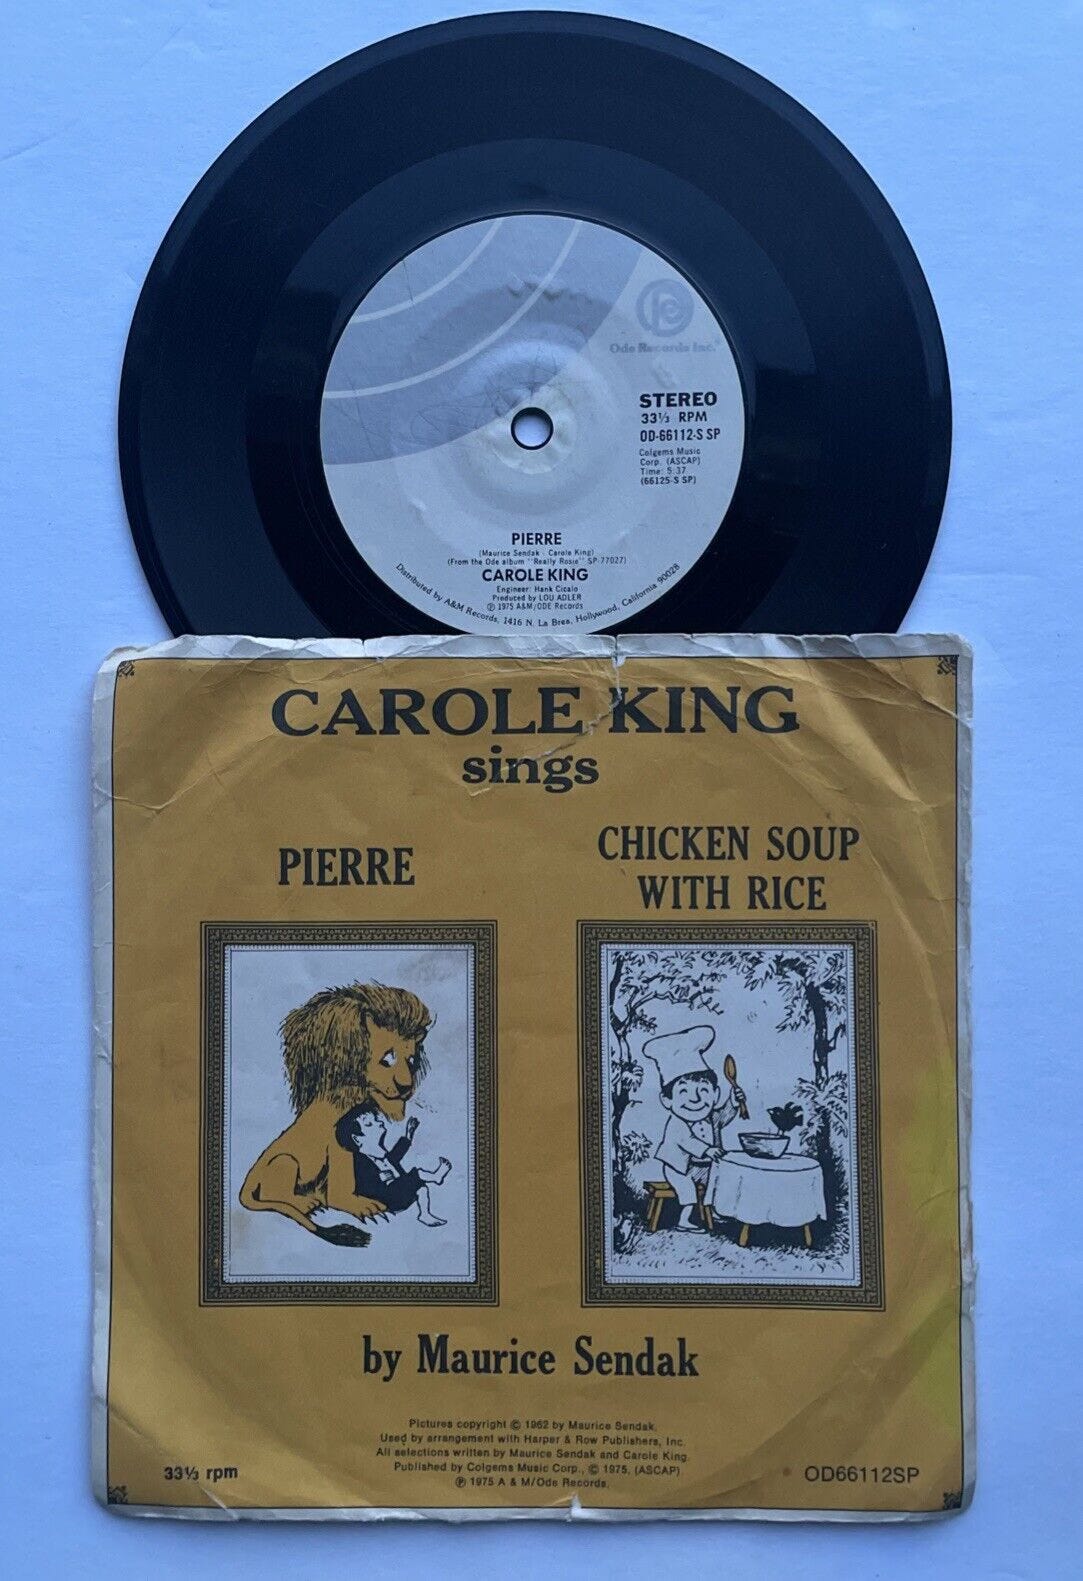 Ode Records Inc.
STEREO
33⅓ RPM
OD-66112-S SP
Colgems Music
Corp. (ASCAP)
Time: 5:37
(66125-S SP)
PIERRE
(Maurice Sendak - Carole King)
(From the Ode album "Really Rosie" SP-77027)
CAROLE KING
Engineer: Hank Cicalo
Produced by LOU ADLER
℗ 1975 A&M/ODE Records
Distributed by A&M Records, 1416 N. La Brea, Hollywood, California 90028
CAROLE KING
sings
PIERRE
CHICKEN SOUP
WITH RICE
by Maurice Sendak
Pictures copyright © 1962 by Maurice Sendak.
Used by arrangement with Harper & Row Publishers, Inc.
All selections written by Maurice Sendak and Carole King.
Published by Colgems Music Corp., © 1975, (ASCAP)
℗ 1975 A & M/Ode Records.
33⅓ rpm
OD66112SP